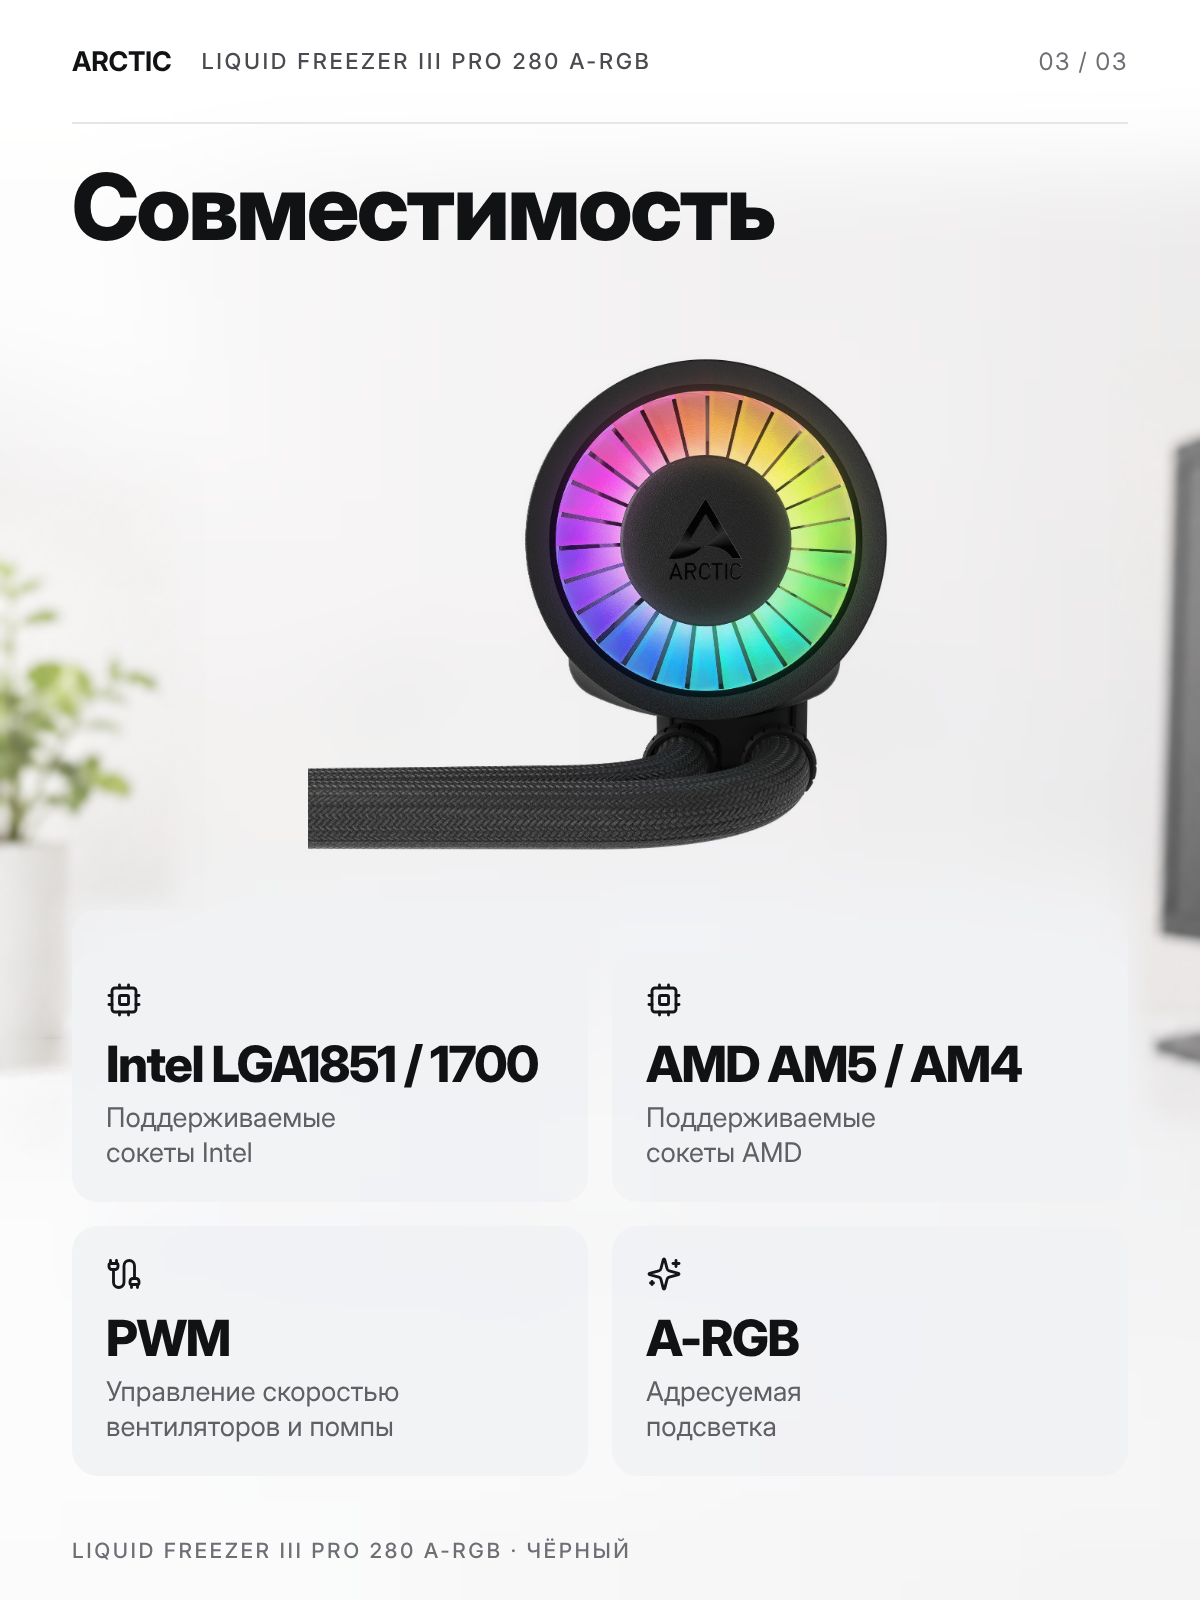 ARCTIC LIQUID FREEZER III PRO 280 A-RGB 03 / 03
Совместимость
ARCTIC
Intel LGA1851 / 1700
Поддерживаемые
сокеты Intel
AMD AM5 / AM4
Поддерживаемые
сокеты AMD
PWM
Управление скоростью
вентиляторов и помпы
A-RGB
Адресуемая
подсветка
LIQUID FREEZER III PRO 280 A-RGB · ЧЁРНЫЙ